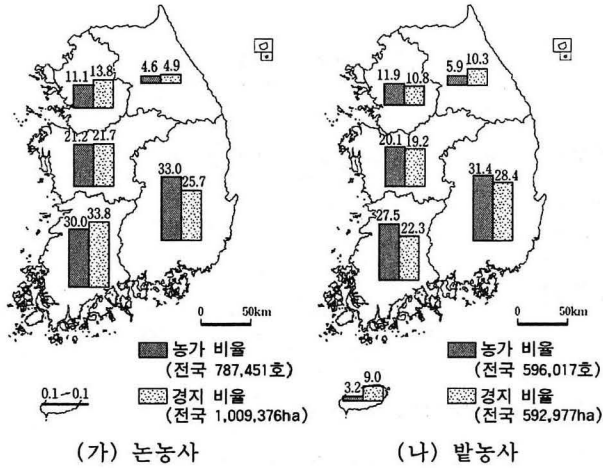 4.6 4.9
11.1 13.8
21.2 21.7
33.0 25.7
30.0 33.8
0 50km
농가 비율
(전국 787,451호)
0.1 0.1
경지 비율
(전국 1,009,376ha)
(가) 논농사
5.9 10.3
11.9 10.8
20.1 19.2
31.4 28.4
27.5 22.3
0 50km
농가 비율
(전국 596,017호)
3.2 9.0
경지 비율
(전국 592,977ha)
(나) 밭농사